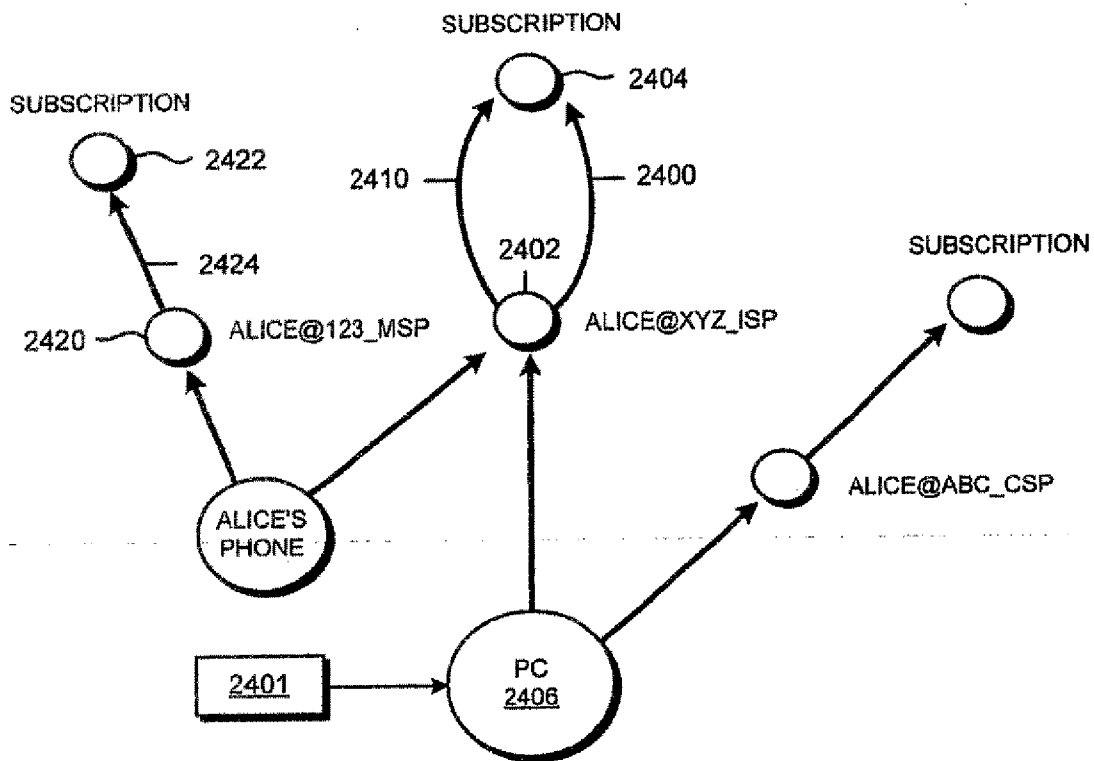 SUBSCRIPTION
2404
SUBSCRIPTION
2422
2410
2400
2402
SUBSCRIPTION
2424
2420
ALICE@123_MSP
ALICE@XYZ_ISP
ALICE@ABC_CSP
ALICE'S
PHONE
2401
PC
2406